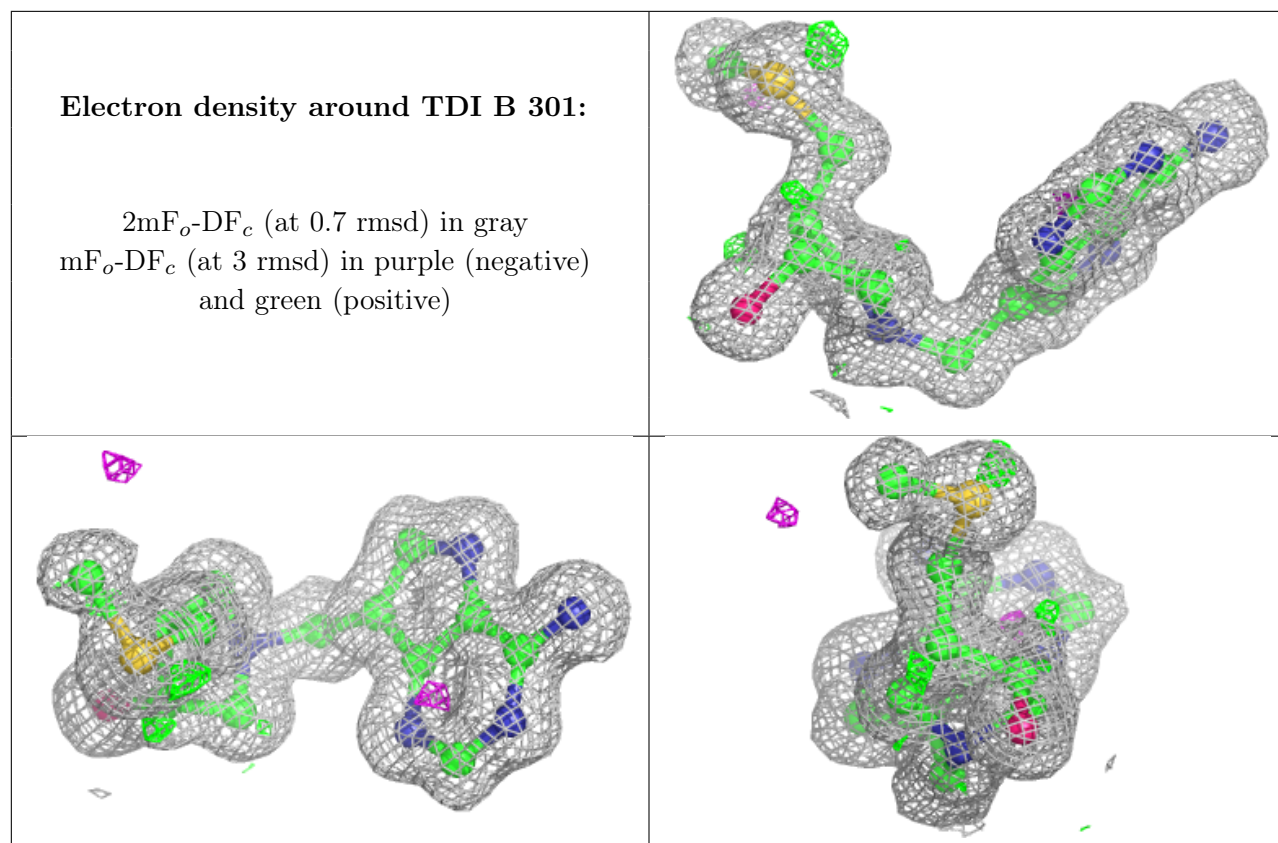 Electron density around TDI B 301:
2mFₒ-DF𝑐 (at 0.7 rmsd) in gray
mFₒ-DF𝑐 (at 3 rmsd) in purple (negative)
and green (positive)